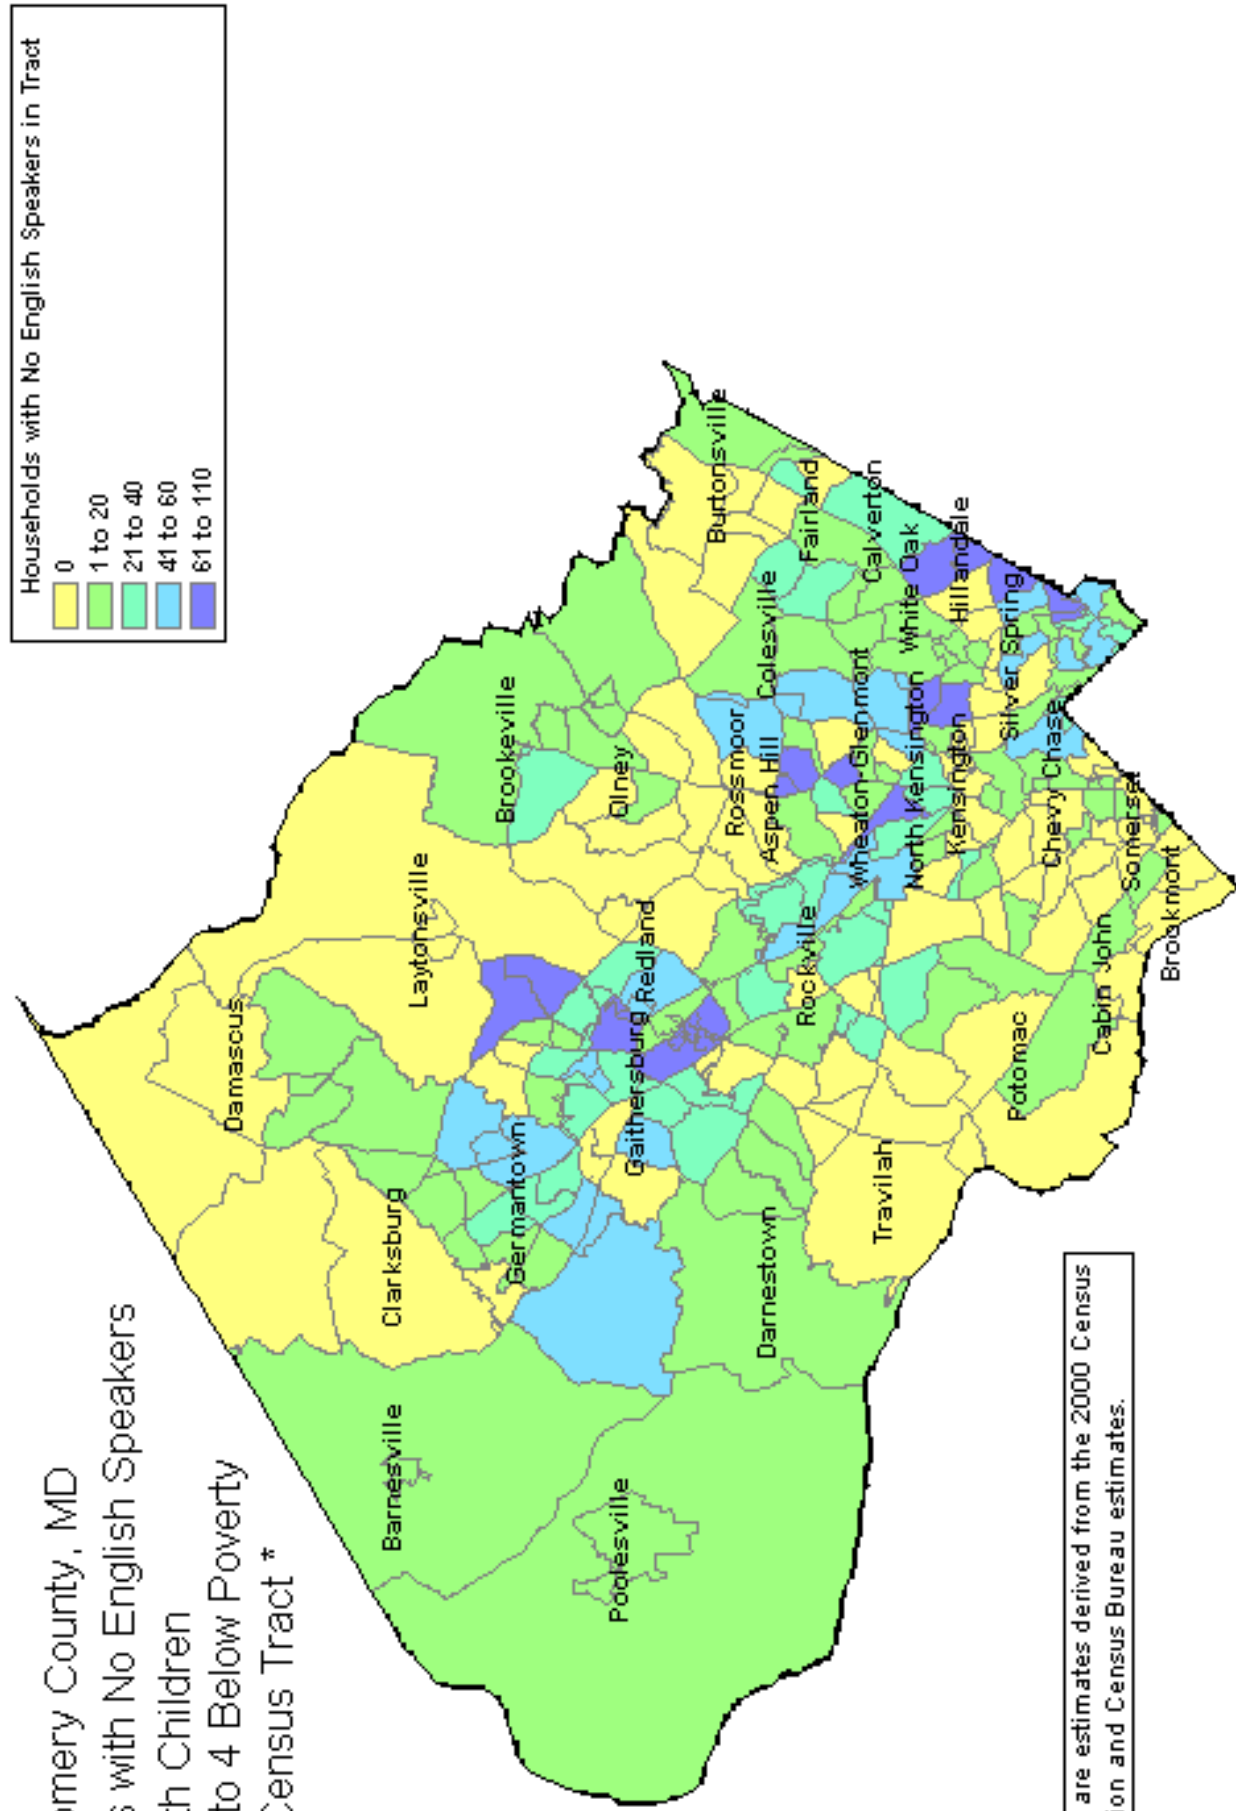 omery County, MD
s with No English Speakers
th Children
to 4 Below Poverty
Census Tract *
Households with No English Speakers in Tract
0
1 to 20
21 to 40
41 to 60
61 to 110
Damascus
Laytonsville
Clarksburg
Barnesville
Brookeville
Germantown
Olney
Redland
Gaithersburg
Poolesville
Burtonsville
Rossmoor
Colesville
Aspen Hill
Darnestown
Fairland
Rockville
Calverton
Wheaton-Glenmont
Travilah
White Oak
North Kensington
Hillandale
Kensington
Silver Spring
Potomac
Chevy Chase
Cabin John
Somerset
Brookmont
are estimates derived from the 2000 Census
ion and Census Bureau estimates.